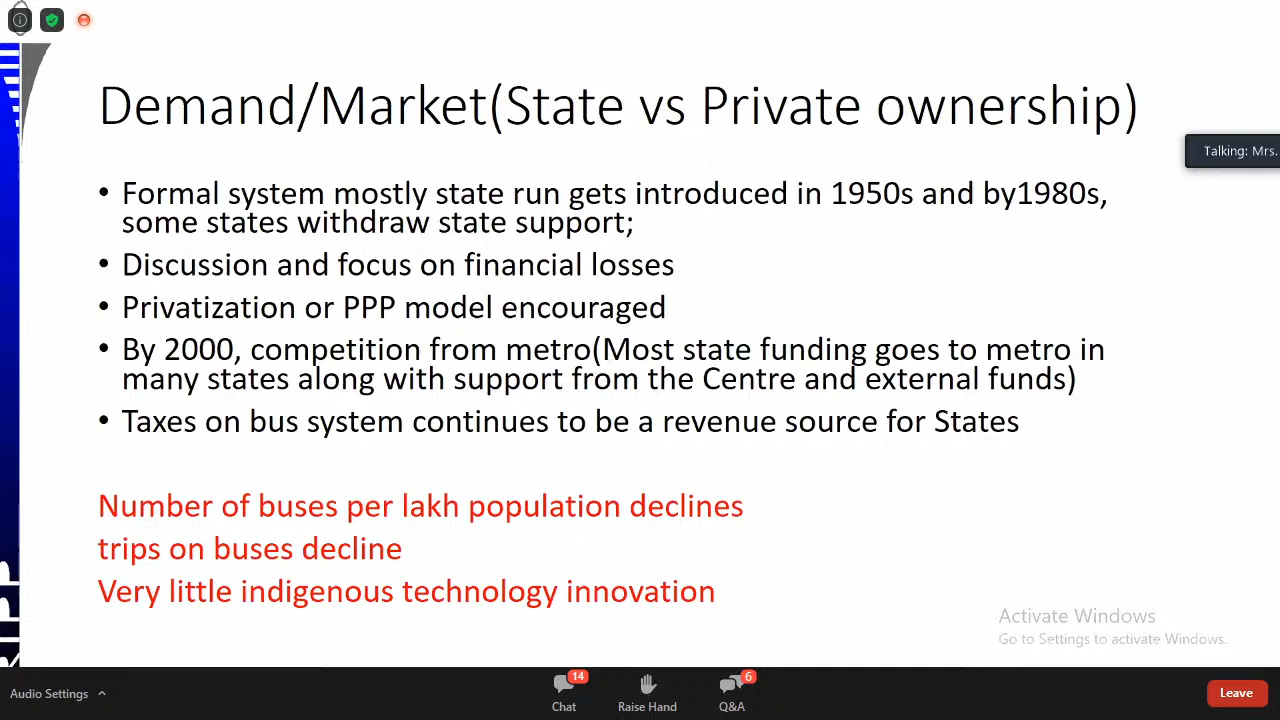 Demand/Market(State vs Private ownership)
Talking: Mrs.
• Formal system mostly state run gets introduced in 1950s and by1980s,
some states withdraw state support;
• Discussion and focus on financial losses
• Privatization or PPP model encouraged
• By 2000, competition from metro(Most state funding goes to metro in
many states along with support from the Centre and external funds)
• Taxes on bus system continues to be a revenue source for States
Number of buses per lakh population declines
trips on buses decline
Very little indigenous technology innovation
Activate Windows
Go to Settings to activate Windows.
Audio Settings
14
Chat
Raise Hand
6
Q&A
Leave